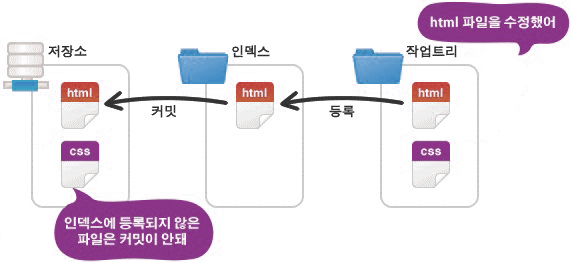 html 파일을 수정했어
저장소
인덱스
작업트리
html
html
html
커밋
등록
css
css
인덱스에 등록되지 않은
파일은 커밋이 안돼